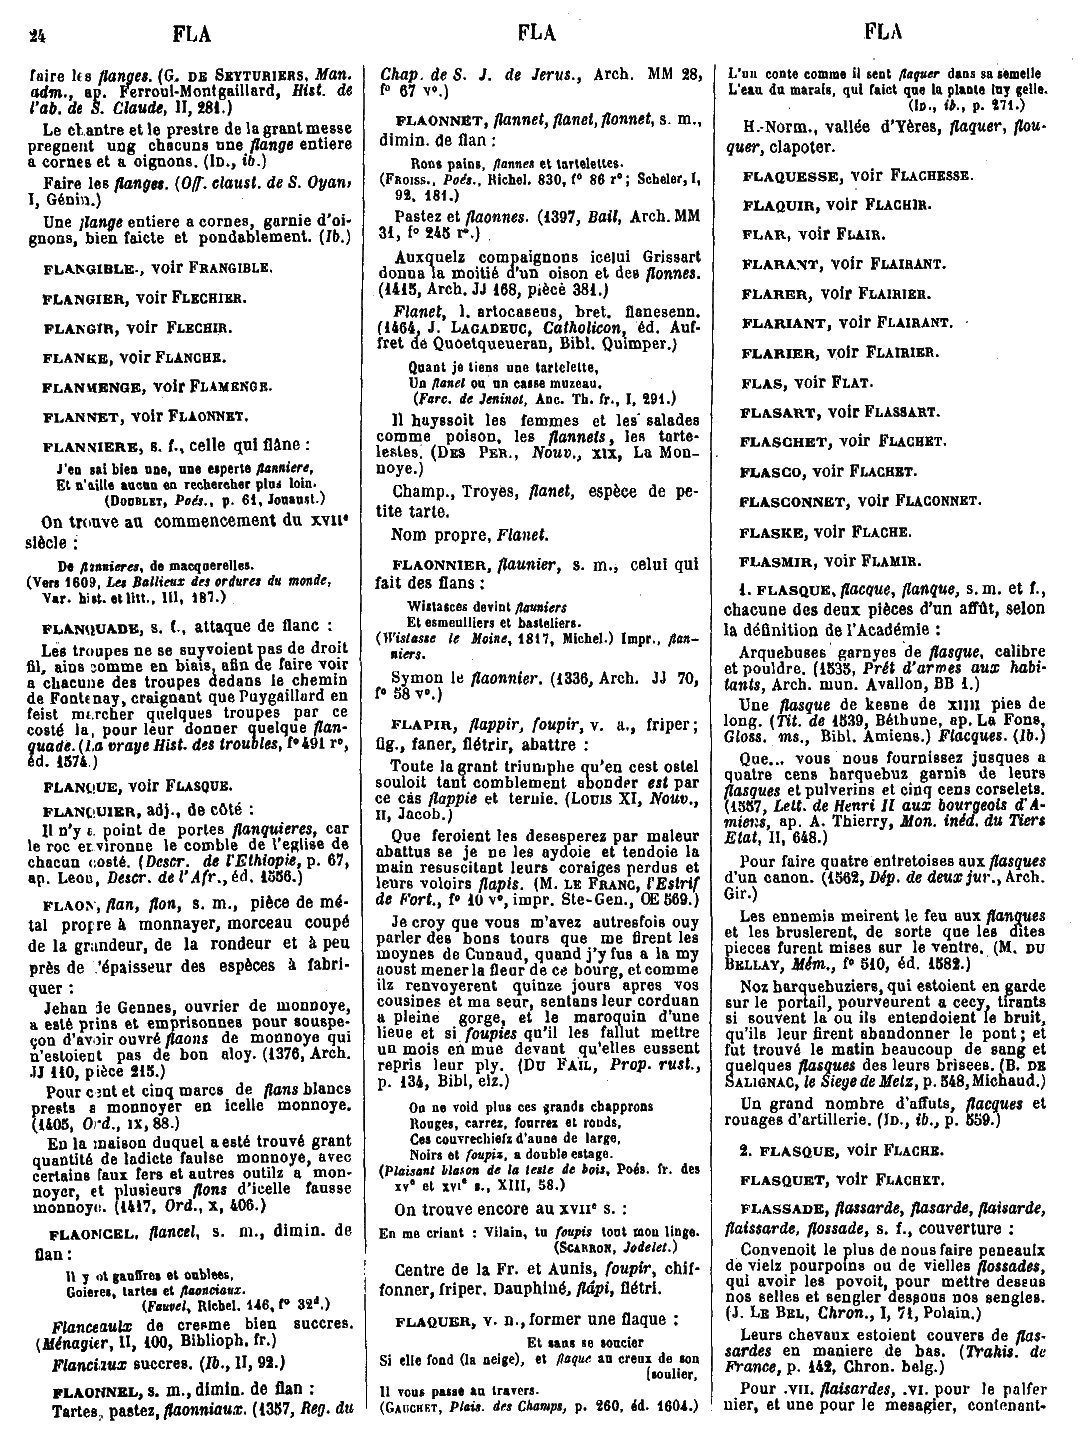 24 FLA FLA FLA
faire les flanges. (G. DE SEYTURIERS, Man.
adm., ap. Ferroul-Montgaillard, Hist. de
l'ab. de S. Claude, II, 281.)
Le chantre et le prestre de la grant messe
pregnent ung chacuns une flange entiere
a cornes et a oignons. (ID., ib.)
Faire les flanges. (Off. claust. de S. Oyan,
I, Génin.)
Une flange entiere a cornes, garnie d'oi-
gnons, bien faicte et pondablement. (Ib.)
FLANGIBLE, voir FRANGIBLE.
FLANGIER, voir FLECHIER.
FLANGIR, voir FLECHIR.
FLANKE, voir FLANCHE.
FLANMENGE, voir FLAMENGE.
FLANNET, voir FLAONNET.
FLANNIERE, s. f., celle qui flâne :
J'en sai bien une, une esperte flanniere,
Et n'aille aucun en rechercher plus loin.
(DOUBLET, Poés., p. 61, Jouaust.)
On trouve au commencement du XVIIe
siècle :
De flannieres, de macquerelles.
(Vers 1609, Les Ballieux des ordures du monde,
Var. hist. et litt., III, 187.)
FLANQUADE, s. f., attaque de flanc :
Les troupes ne se suyvoient pas de droit
fil, ains comme en biais, afin de faire voir
a chacune des troupes dedans le chemin
de Fontenay, craignant que Puygaillard en
feist marcher quelques troupes par ce
costé la, pour leur donner quelque flan-
quade. (La vraye Hist. des troubles, fo 491 ro,
éd. 1574.)
FLANQUE, voir FLASQUE.
FLANQUIER, adj., de côté :
Il n'y a point de portes flanquieres, car
le roc environne le comble de l'eglise de
chacun costé. (Descr. de l'Ethiopie, p. 67,
ap. Leou, Descr. de l'Afr., éd. 1556.)
FLAON, flan, flon, s. m., pièce de mé-
tal propre à monnayer, morceau coupé
de la grandeur, de la rondeur et à peu
près de l'épaisseur des espèces à fabri-
quer :
Jehan de Gennes, ouvrier de monnoye,
a esté prins et emprisonnes pour souspe-
çon d'avoir ouvré flaons de monnoye qui
n'estoient pas de bon aloy. (1376, Arch.
JJ 110, pièce 215.)
Pour cent et cinq marcs de flans blancs
prests a monnoyer en icelle monnoye.
(1405, Ord., IX, 88.)
En la maison duquel a esté trouvé grant
quantité de ladicte faulse monnoye, avec
certains faux fers et autres outilz a mon-
noyer, et plusieurs flons d'icelle fausse
monnoye. (1417, Ord., X, 406.)
FLAONCEL, flancel, s. m., dimin. de
flan :
Il y ot gauffres et oublees,
Goieres, tartes et flaonciaux.
(Fauvel, Richel. 146, fo 32d.)
Flanceaulx de cresme bien succres.
(Ménagier, II, 100, Biblioph. fr.)
Flanciaux succres. (Ib., II, 92.)
FLAONNEL, s. m., dimin. de flan :
Tartes, pastez, flaonniaux. (1357, Reg. du
Chap. de S. J. de Jerus., Arch. MM 28,
fo 67 vo.)
FLAONNET, flannet, flanet, flonnet, s. m.,
dimin. de flan :
Rons pains, flannes et tartelettes.
(FROISS., Poés., Richel. 830, fo 86 ro; Scheler, I,
92, 181.)
Pastez et flaonnes. (1397, Bail, Arch. MM
31, fo 245 ro.)
Auxquelz compaignons icelui Grissart
donna la moitié d'un oison et des flonnes.
(1415, Arch. JJ 168, pièce 381.)
Flanet, l. artocaseus, bret. flanesenn.
(1464, J. LAGADEUC, Catholicon, éd. Auf-
fret de Quoetqueueran, Bibl. Quimper.)
Quant je tiens une tartelette,
Un flanet ou un casse muzeau.
(Farc. de Jeninot, Anc. Th. fr., I, 291.)
Il huyssoit les femmes et les salades
comme poison, les flannets, les tarte-
lestes. (DES PER., Nouv., XIX, La Mon-
noye.)
Champ., Troyes, flanet, espèce de pe-
tite tarte.
Nom propre, Flanet.
FLAONNIER, flaunier, s. m., celui qui
fait des flans :
Wistasces devint flauniers
Et esmeulliers et basteliers.
(Wistasse le Moine, 1817, Michel.) Impr., flan-
niers.
Symon le flaonnier. (1336, Arch. JJ 70,
fo 58 vo.)
FLAPIR, flappir, foupir, v. a., friper;
fig., faner, flétrir, abattre :
Toute la grant triumphe qu'en cest ostel
souloit tant comblement abonder est par
ce cas flappie et ternie. (LOUIS XI, Nouv.,
II, Jacob.)
Que feroient les desesperez par maleur
abattus se je ne les aydoie et tendoie la
main resuscitant leurs coraiges perdus et
leurs voloirs flapis. (M. LE FRANC, l'Estrif
de Fort., fo 10 vo, impr. Ste-Gen., Œ 569.)
Je croy que vous m'avez autresfois ouy
parler des bons tours que me firent les
moynes de Cunaud, quand j'y fus a la my
aoust mener la fleur de ce bourg, et comme
ilz renvoyerent quinze jours apres vos
cousines et ma seur, sentans leur corduan
a pleine gorge, et le maroquin d'une
lieue et si foupies qu'il les fallut mettre
un mois en mue devant qu'elles eussent
repris leur ply. (DU FAIL, Prop. rust.,
p. 134, Bibl, elz.)
On ne void plus ces grands chapprons
Rouges, carrez, fourrez et ronds,
Ces couvrechiefz d'aune de large,
Noirs et foupiz, a double estage.
(Plaisant blason de la teste de bois, Poés. fr. des
XVe et XVIe s., XIII, 58.)
On trouve encore au XVIIe s. :
En me criant : Vilain, tu foupis tout mon linge.
(SCARRON, Jodelet.)
Centre de la Fr. et Aunis, foupir, chif-
fonner, friper. Dauphiné, flápi, flétri.
FLAQUER, v. n., former une flaque :
Et sans se soucier
Si elle fond (la neige), et flaque au creux de son
[soulier,
Il vous passe au travers.
(GAUCHET, Plais. des Champs, p. 260, éd. 1604.)
L'un conte comme il sent flaquer dans sa semelle
L'eau du marais, qui faict que la plante luy gelle.
(ID., ib., p. 271.)
H.-Norm., vallée d'Yères, flaquer, flou-
quer, clapoter.
FLAQUESSE, voir FLACHESSE.
FLAQUIR, voir FLACHIR.
FLAR, voir FLAIR.
FLARANT, voir FLAIRANT.
FLARER, voir FLAIRIER.
FLARIANT, voir FLAIRANT.
FLARIER, voir FLAIRIER.
FLAS, voir FLAT.
FLASART, voir FLASSART.
FLASCHET, voir FLACHET.
FLASCO, voir FLACHET.
FLASCONNET, voir FLACONNET.
FLASKE, voir FLACHE.
FLASMIR, voir FLAMIR.
1. FLASQUE, flacque, flanque, s. m. et f.,
chacune des deux pièces d'un affût, selon
la définition de l'Académie :
Arquebuses garnyes de flasque, calibre
et pouldre. (1535, Prêt d'armes aux habi-
tants, Arch. mun. Avallon, BB 1.)
Une flasque de kesne de XIIII pies de
long. (Tit. de 1539, Béthune, ap. La Fons,
Gloss. ms., Bibl. Amiens.) Flacques. (Ib.)
Que... vous nous fournissez jusques a
quatre cens harquebuz garnis de leurs
flasques et pulverins et cinq cens corselets.
(1557, Lett. de Henri II aux bourgeois d'A-
miens, ap. A. Thierry, Mon. inéd. du Tiers
Etat, II, 648.)
Pour faire quatre entretoises aux flasques
d'un canon. (1562, Dép. de deux jur., Arch.
Gir.)
Les ennemis meirent le feu aux flanques
et les bruslerent, de sorte que les dites
pieces furent mises sur le ventre. (M. DU
BELLAY, Mém., fo 510, éd. 1582.)
Noz harquebuziers, qui estoient en garde
sur le portail, pourveurent a cecy, tirants
si souvent la ou ils entendoient le bruit,
qu'ils leur firent abandonner le pont; et
fut trouvé le matin beaucoup de sang et
quelques flasques des leurs brisees. (B. DE
SALIGNAC, le Siege de Metz, p. 548, Michaud.)
Un grand nombre d'affuts, flacques et
rouages d'artillerie. (ID., ib., p. 559.)
2. FLASQUE, voir FLACHE.
FLASQUET, voir FLACHET.
FLASSADE, flassarde, flasarde, flaisarde,
flaissarde, flossade, s. f., couverture :
Convenoit le plus de nous faire peneaulx
de vielz pourpoins ou de vielles flossades,
qui avoir les povoit, pour mettre dessus
nos selles et sengler dessous nos sengles.
(J. LE BEL, Chron., I, 71, Polain.)
Leurs chevaux estoient couvers de flas-
sardes en maniere de bas. (Trahis. de
France, p. 142, Chron. belg.)
Pour .VII. flaisardes, .VI. pour le palfer
nier, et une pour le mesagier, contenant-